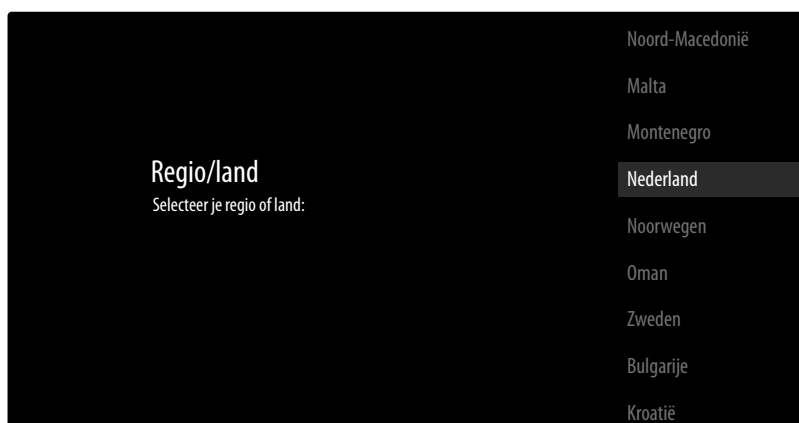 Regio/land
Selecteer je regio of land:
Noord-Macedonië
Malta
Montenegro
Nederland
Noorwegen
Oman
Zweden
Bulgarije
Kroatië